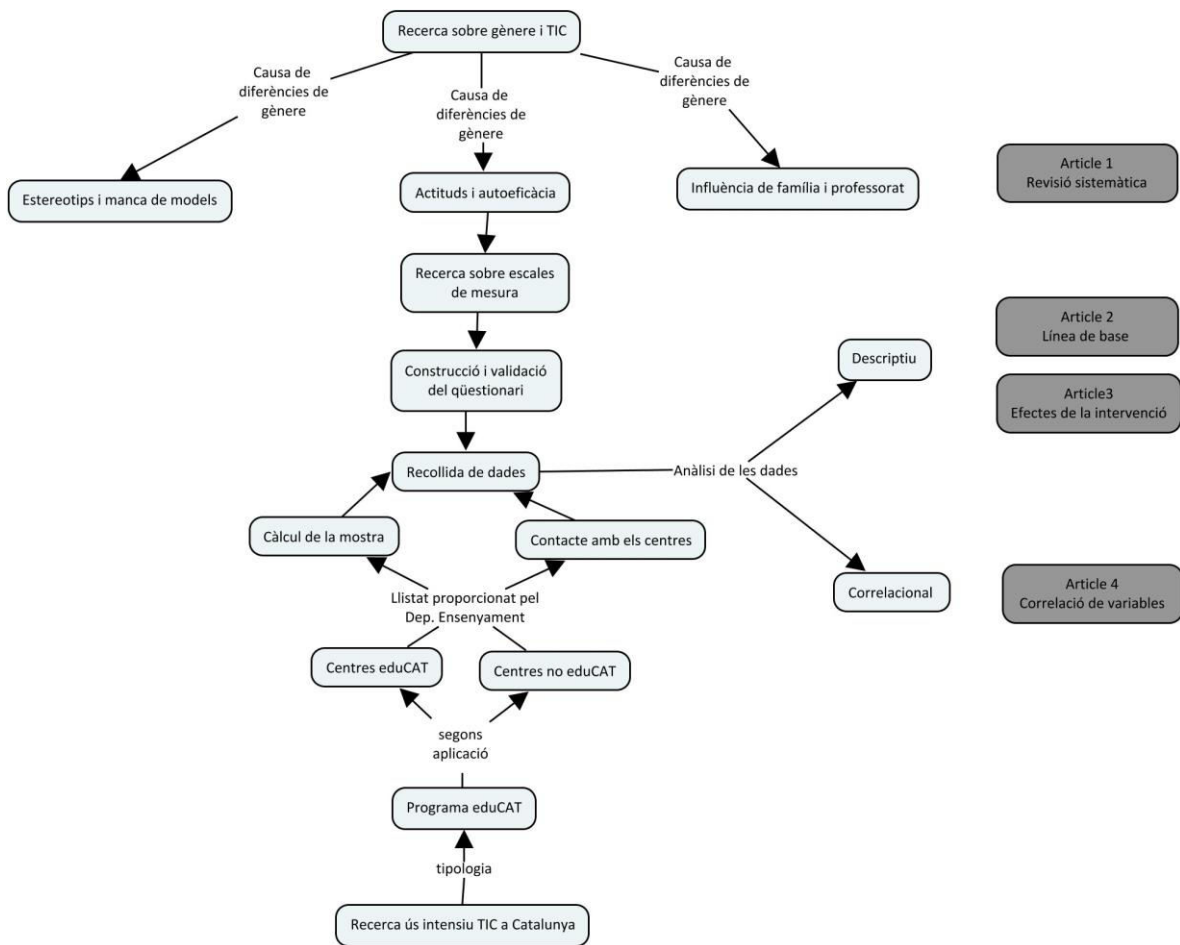 Recerca sobre gènere i TIC
Causa de
diferències de
gènere
Causa de
diferències de
gènere
Causa de
diferències de
gènere
Estereotips i manca de models
Actituds i autoeficàcia
Influència de família i professorat
Article 1
Revisió sistemàtica
Recerca sobre escales
de mesura
Article 2
Línea de base
Construcció i validació
del qüestionari
Descriptiu
Article3
Efectes de la intervenció
Recollida de dades
Anàlisi de les dades
Càlcul de la mostra
Contacte amb els centres
Correlacional
Article 4
Correlació de variables
Llistat proporcionat pel
Dep. Ensenyament
Centres eduCAT
Centres no eduCAT
segons
aplicació
Programa eduCAT
tipologia
Recerca ús intensiu TIC a Catalunya